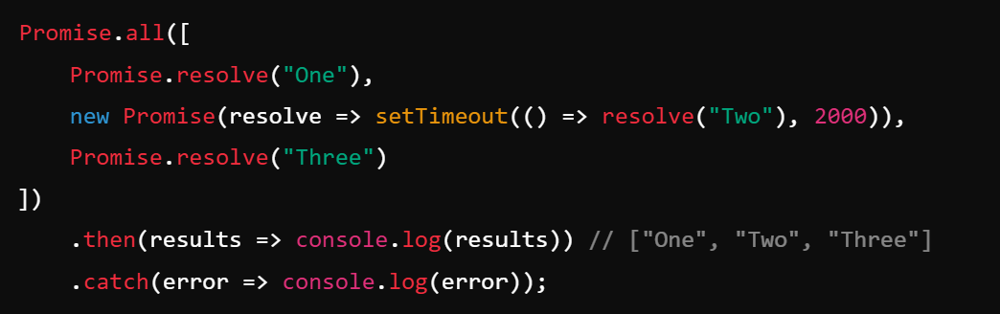 Promise.all([
    Promise.resolve("One"),
    new Promise(resolve => setTimeout(() => resolve("Two"), 2000)),
    Promise.resolve("Three")
])
    .then(results => console.log(results)) // ["One", "Two", "Three"]
    .catch(error => console.log(error));